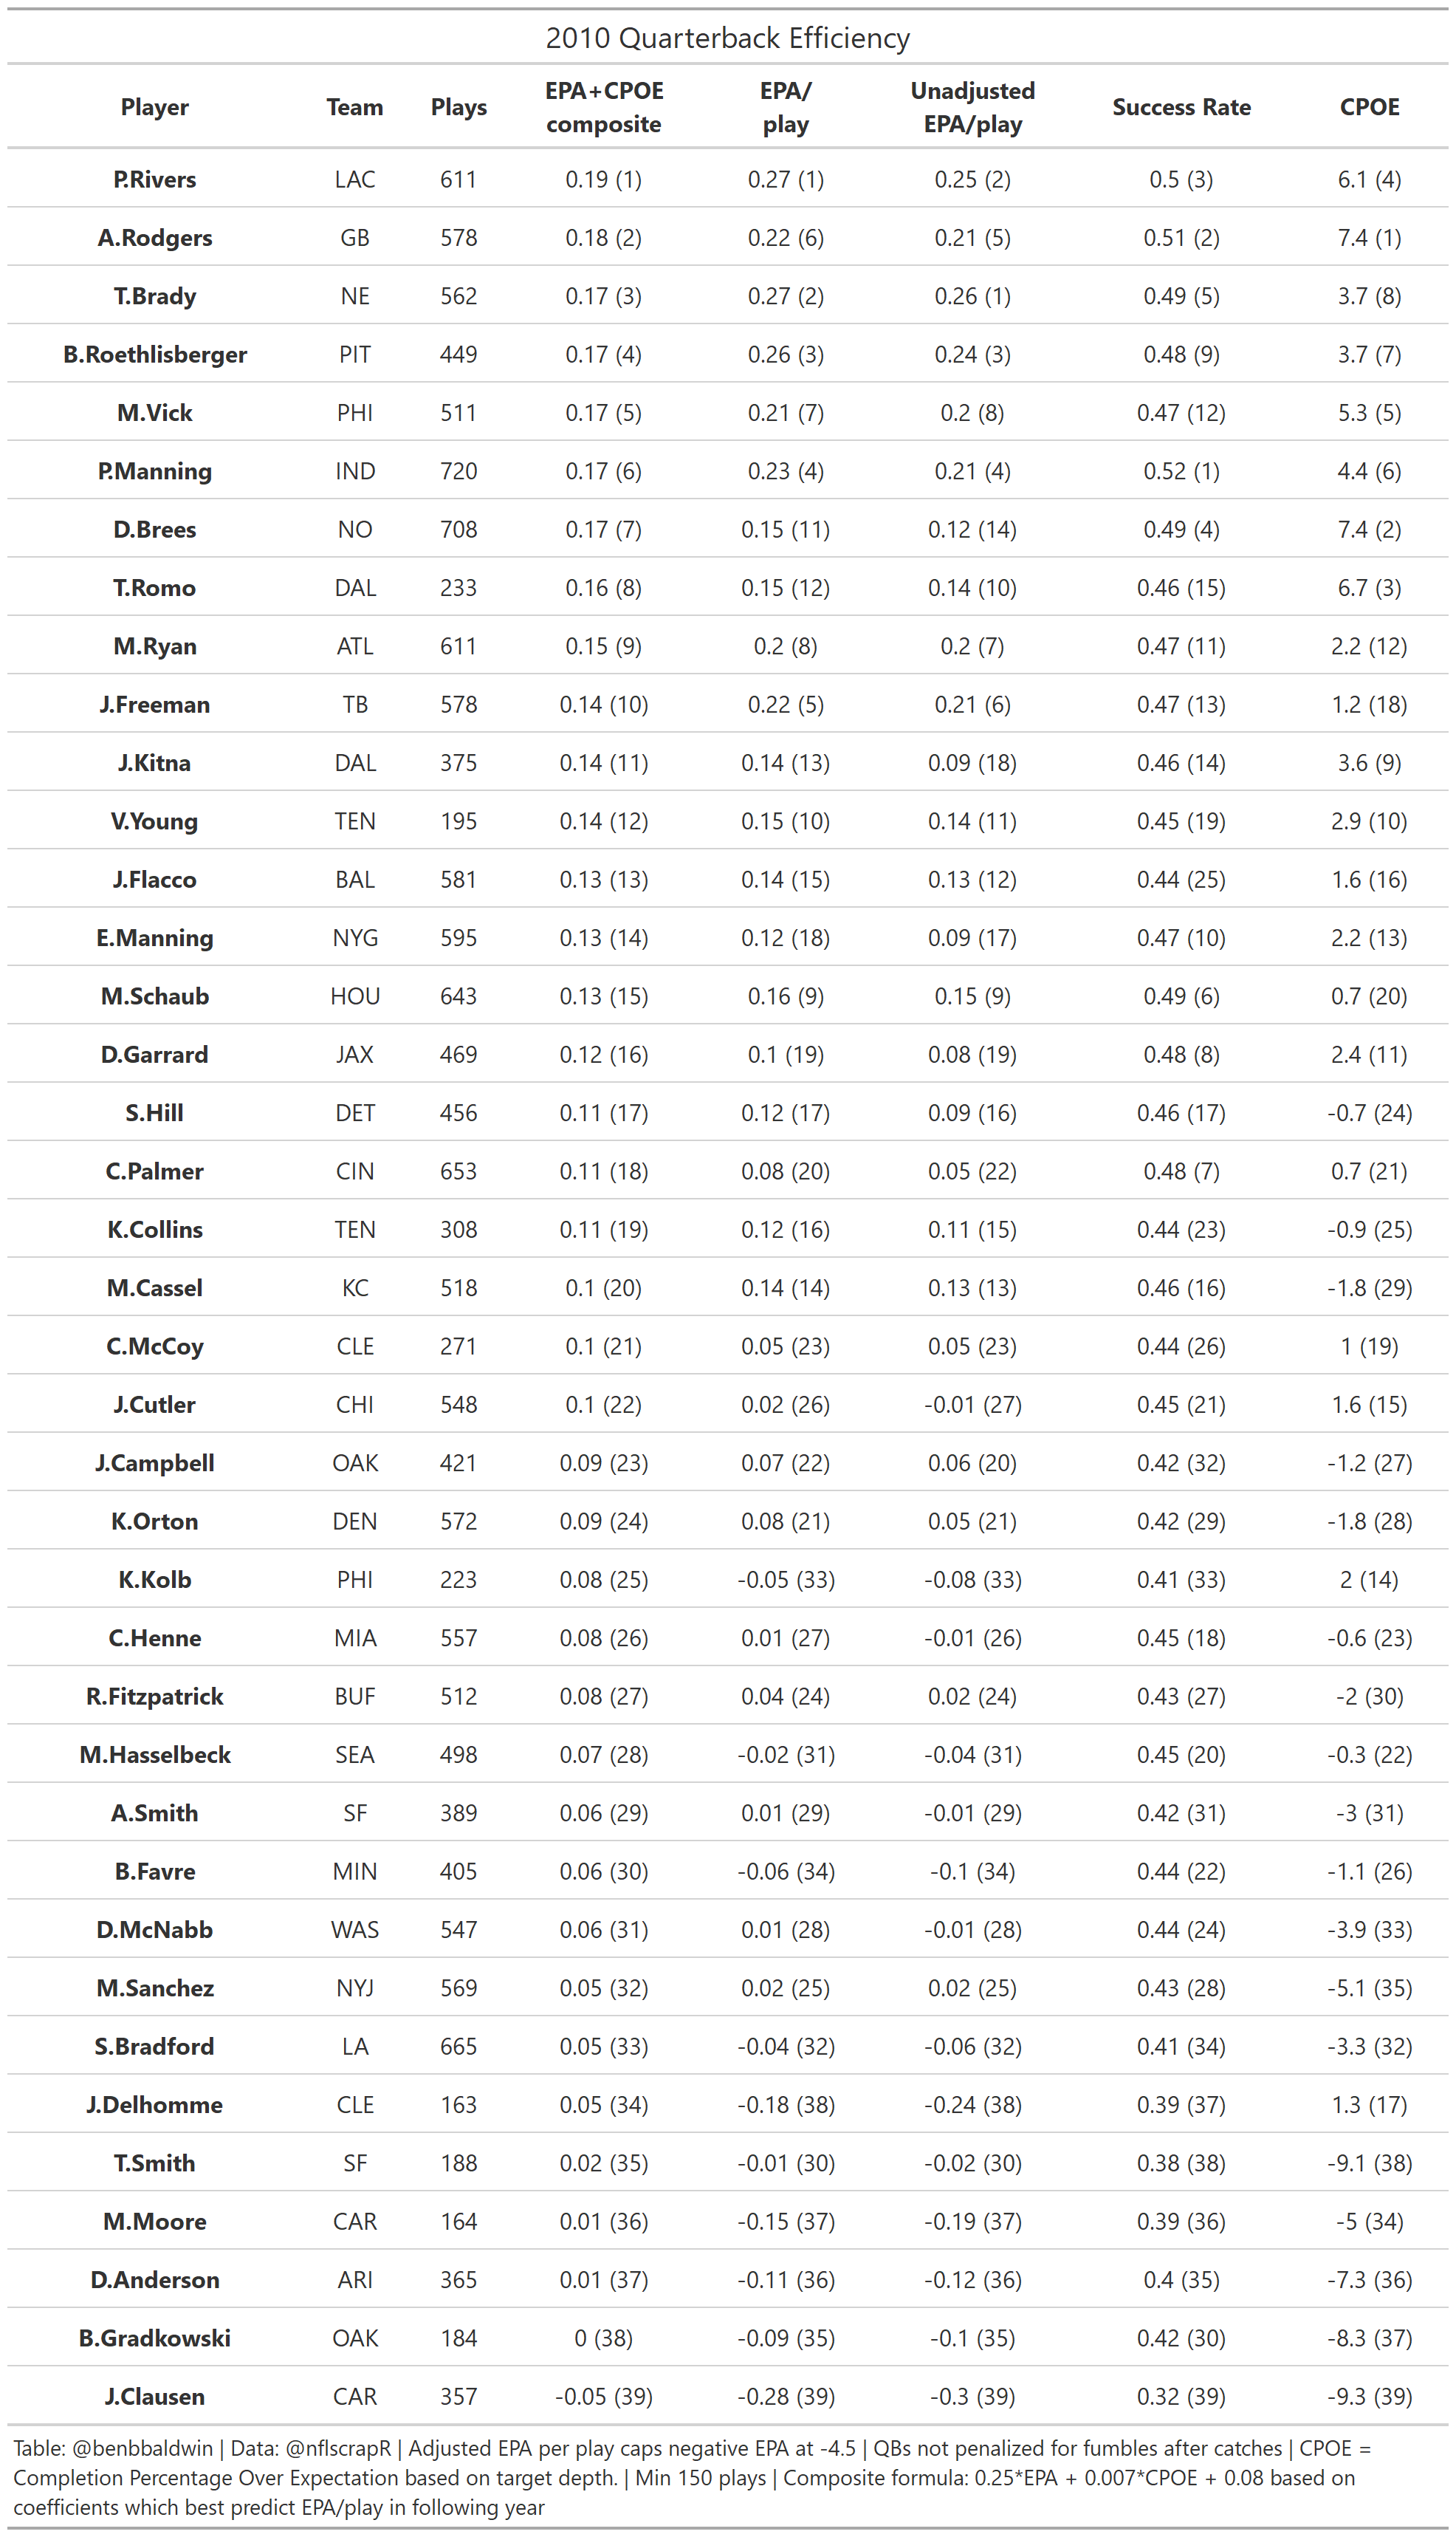 2010 Quarterback Efficiency
Player Team Plays EPA+CPOE composite EPA/ play Unadjusted EPA/play Success Rate CPOE
P.Rivers LAC 611 0.19 (1) 0.27 (1) 0.25 (2) 0.5 (3) 6.1 (4)
A.Rodgers GB 578 0.18 (2) 0.22 (6) 0.21 (5) 0.51 (2) 7.4 (1)
T.Brady NE 562 0.17 (3) 0.27 (2) 0.26 (1) 0.49 (5) 3.7 (8)
B.Roethlisberger PIT 449 0.17 (4) 0.26 (3) 0.24 (3) 0.48 (9) 3.7 (7)
M.Vick PHI 511 0.17 (5) 0.21 (7) 0.2 (8) 0.47 (12) 5.3 (5)
P.Manning IND 720 0.17 (6) 0.23 (4) 0.21 (4) 0.52 (1) 4.4 (6)
D.Brees NO 708 0.17 (7) 0.15 (11) 0.12 (14) 0.49 (4) 7.4 (2)
T.Romo DAL 233 0.16 (8) 0.15 (12) 0.14 (10) 0.46 (15) 6.7 (3)
M.Ryan ATL 611 0.15 (9) 0.2 (8) 0.2 (7) 0.47 (11) 2.2 (12)
J.Freeman TB 578 0.14 (10) 0.22 (5) 0.21 (6) 0.47 (13) 1.2 (18)
J.Kitna DAL 375 0.14 (11) 0.14 (13) 0.09 (18) 0.46 (14) 3.6 (9)
V.Young TEN 195 0.14 (12) 0.15 (10) 0.14 (11) 0.45 (19) 2.9 (10)
J.Flacco BAL 581 0.13 (13) 0.14 (15) 0.13 (12) 0.44 (25) 1.6 (16)
E.Manning NYG 595 0.13 (14) 0.12 (18) 0.09 (17) 0.47 (10) 2.2 (13)
M.Schaub HOU 643 0.13 (15) 0.16 (9) 0.15 (9) 0.49 (6) 0.7 (20)
D.Garrard JAX 469 0.12 (16) 0.1 (19) 0.08 (19) 0.48 (8) 2.4 (11)
S.Hill DET 456 0.11 (17) 0.12 (17) 0.09 (16) 0.46 (17) -0.7 (24)
C.Palmer CIN 653 0.11 (18) 0.08 (20) 0.05 (22) 0.48 (7) 0.7 (21)
K.Collins TEN 308 0.11 (19) 0.12 (16) 0.11 (15) 0.44 (23) -0.9 (25)
M.Cassel KC 518 0.1 (20) 0.14 (14) 0.13 (13) 0.46 (16) -1.8 (29)
C.McCoy CLE 271 0.1 (21) 0.05 (23) 0.05 (23) 0.44 (26) 1 (19)
J.Cutler CHI 548 0.1 (22) 0.02 (26) -0.01 (27) 0.45 (21) 1.6 (15)
J.Campbell OAK 421 0.09 (23) 0.07 (22) 0.06 (20) 0.42 (32) -1.2 (27)
K.Orton DEN 572 0.09 (24) 0.08 (21) 0.05 (21) 0.42 (29) -1.8 (28)
K.Kolb PHI 223 0.08 (25) -0.05 (33) -0.08 (33) 0.41 (33) 2 (14)
C.Henne MIA 557 0.08 (26) 0.01 (27) -0.01 (26) 0.45 (18) -0.6 (23)
R.Fitzpatrick BUF 512 0.08 (27) 0.04 (24) 0.02 (24) 0.43 (27) -2 (30)
M.Hasselbeck SEA 498 0.07 (28) -0.02 (31) -0.04 (31) 0.45 (20) -0.3 (22)
A.Smith SF 389 0.06 (29) 0.01 (29) -0.01 (29) 0.42 (31) -3 (31)
B.Favre MIN 405 0.06 (30) -0.06 (34) -0.1 (34) 0.44 (22) -1.1 (26)
D.McNabb WAS 547 0.06 (31) 0.01 (28) -0.01 (28) 0.44 (24) -3.9 (33)
M.Sanchez NYJ 569 0.05 (32) 0.02 (25) 0.02 (25) 0.43 (28) -5.1 (35)
S.Bradford LA 665 0.05 (33) -0.04 (32) -0.06 (32) 0.41 (34) -3.3 (32)
J.Delhomme CLE 163 0.05 (34) -0.18 (38) -0.24 (38) 0.39 (37) 1.3 (17)
T.Smith SF 188 0.02 (35) -0.01 (30) -0.02 (30) 0.38 (38) -9.1 (38)
M.Moore CAR 164 0.01 (36) -0.15 (37) -0.19 (37) 0.39 (36) -5 (34)
D.Anderson ARI 365 0.01 (37) -0.11 (36) -0.12 (36) 0.4 (35) -7.3 (36)
B.Gradkowski OAK 184 0 (38) -0.09 (35) -0.1 (35) 0.42 (30) -8.3 (37)
J.Clausen CAR 357 -0.05 (39) -0.28 (39) -0.3 (39) 0.32 (39) -9.3 (39)
Table: @benbbaldwin | Data: @nflscrapR | Adjusted EPA per play caps negative EPA at -4.5 | QBs not penalized for fumbles after catches | CPOE =
Completion Percentage Over Expectation based on target depth. | Min 150 plays | Composite formula: 0.25*EPA + 0.007*CPOE + 0.08 based on
coefficients which best predict EPA/play in following year